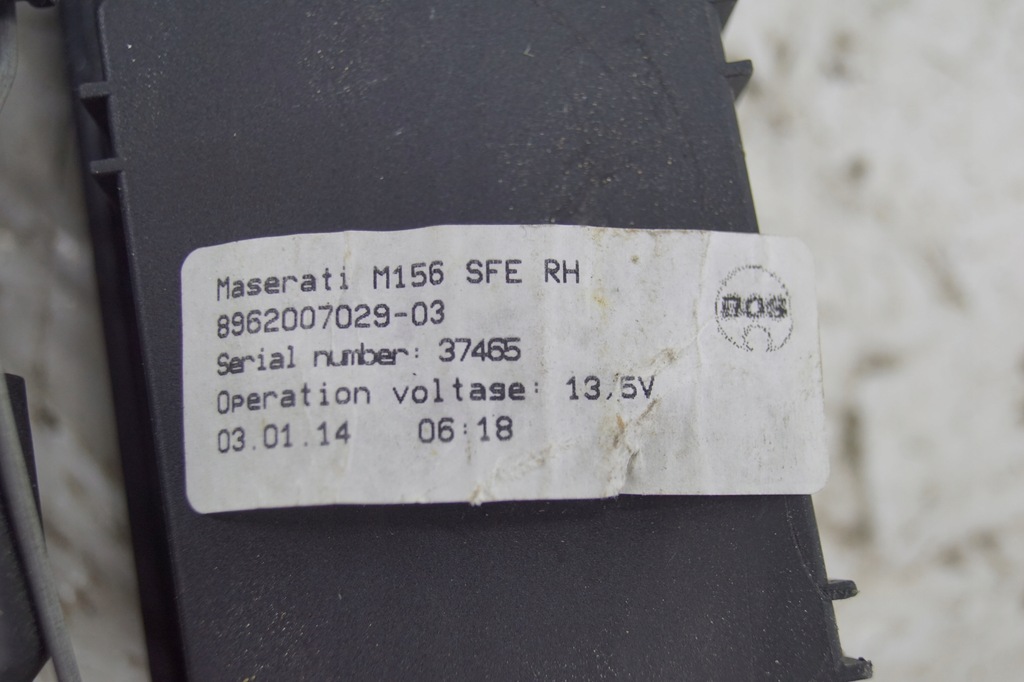 Maserati M156 SFE RH
BOS
8962007029-03
Serial number: 37465
Operation voltage: 13,5V
03.01.14 06:18